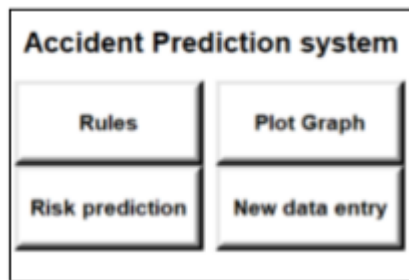 Accident Prediction system
Rules
Plot Graph
Risk prediction
New data entry